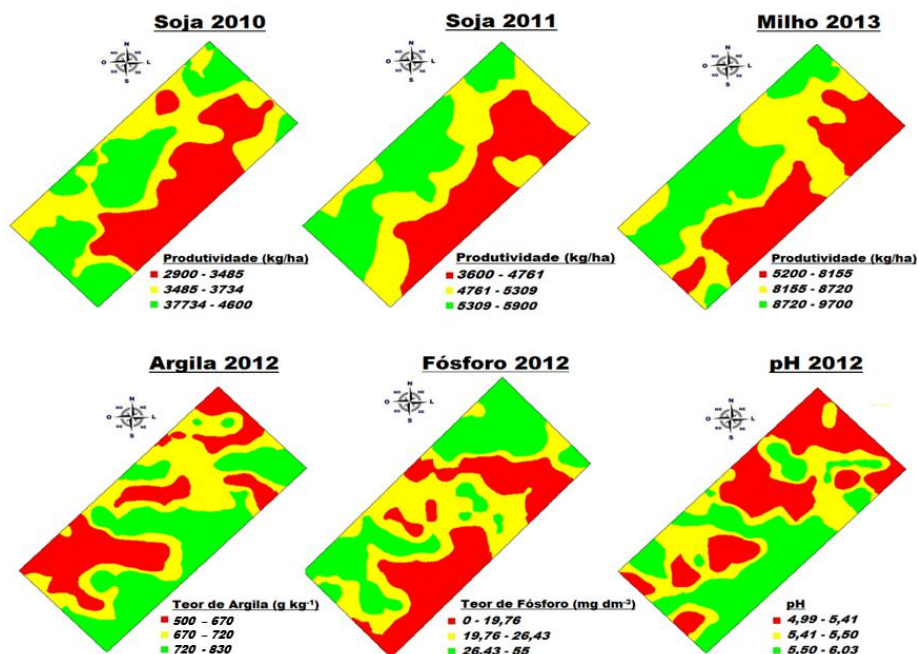 Soja 2010
Soja 2011
Milho 2013
N
O
L
S
N
O
L
S
N
O
L
S
Produtividade (kg/ha)
2900 - 3485
3485 - 3734
37734 - 4600
Produtividade (kg/ha)
3600 - 4761
4761 - 5309
5309 - 5900
Produtividade (kg/ha)
5200 - 8155
8155 - 8720
8720 - 9700
Argila 2012
Fósforo 2012
pH 2012
N
O
L
S
N
O
L
S
N
O
L
S
Teor de Argila (g kg⁻¹)
500 – 670
670 – 720
720 – 830
Teor de Fósforo (mg dm⁻³)
0 - 19,76
19,76 - 26,43
26,43 - 55
pH
4,99 - 5,41
5,41 - 5,50
5,50 - 6,03